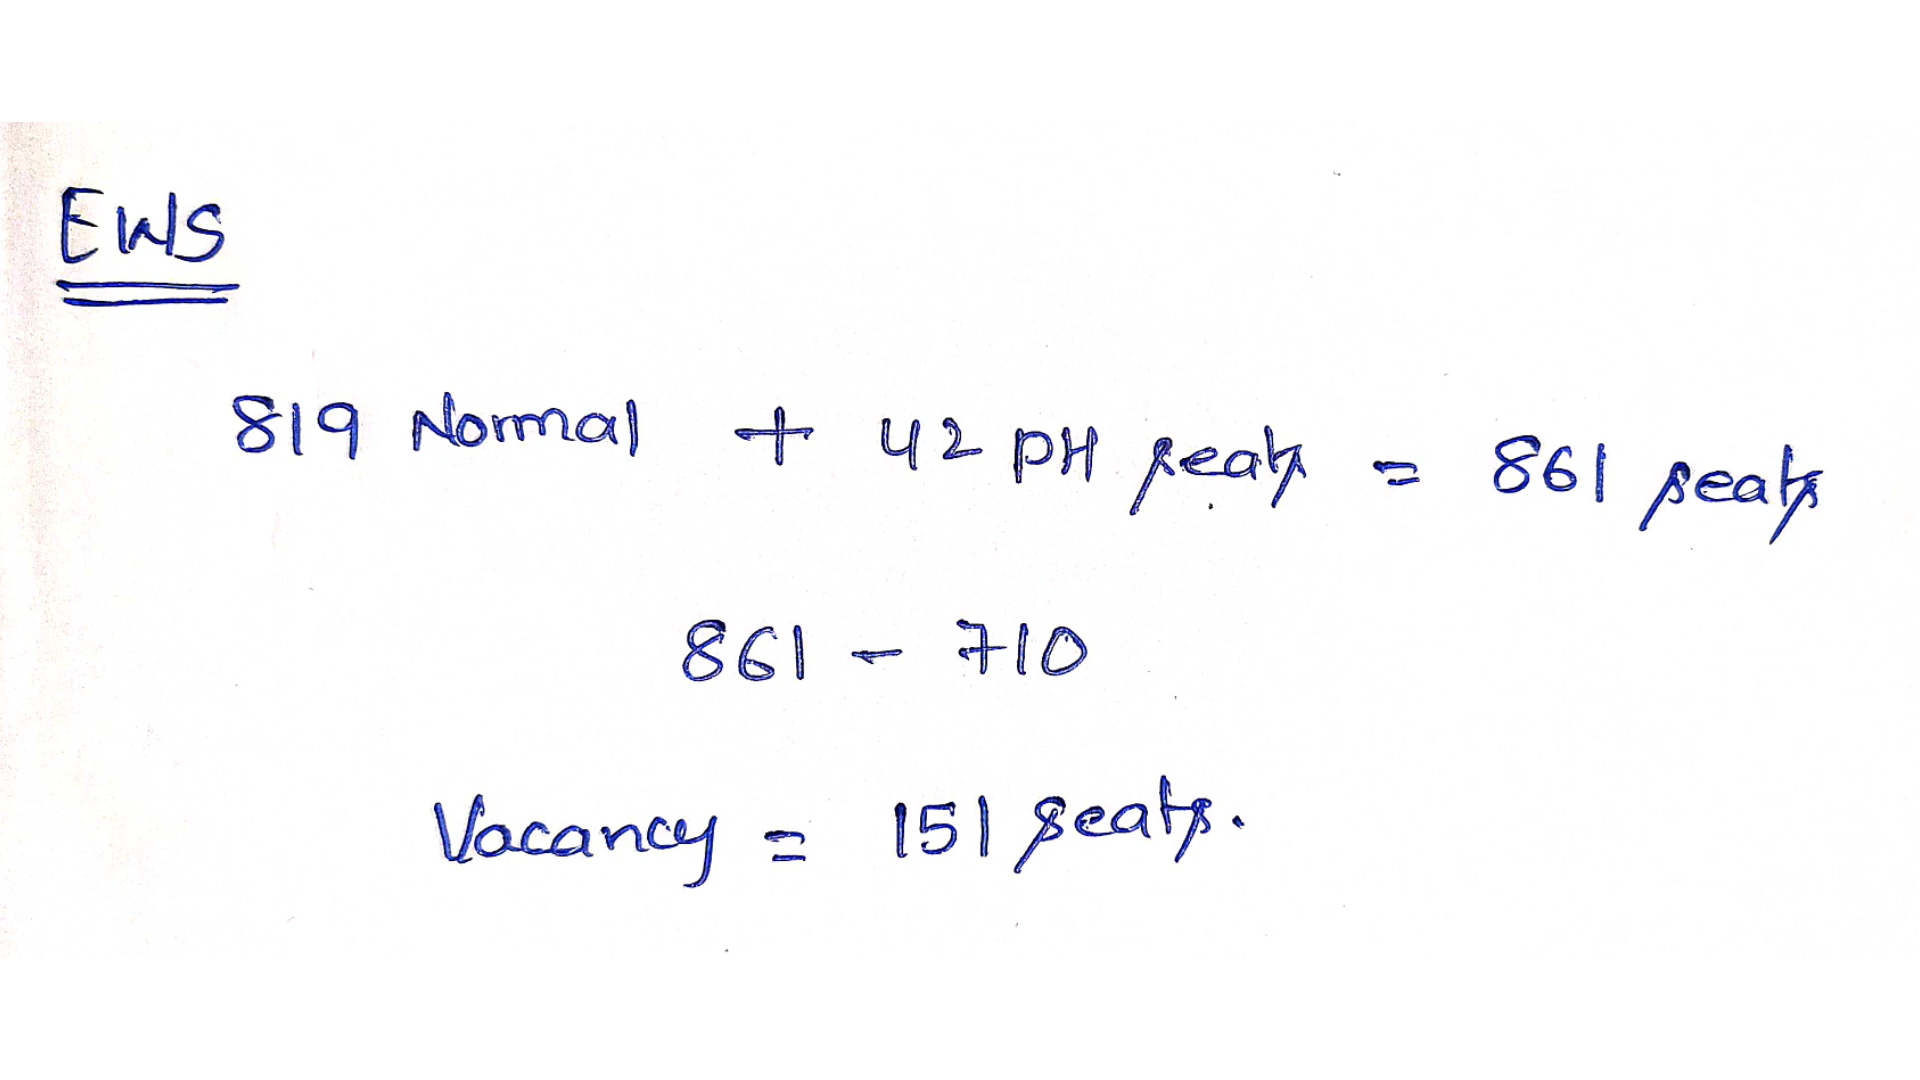 EWS
819 Normal + 42 PH seats = 861 seats
861 - 710
Vacancy = 151 seats.